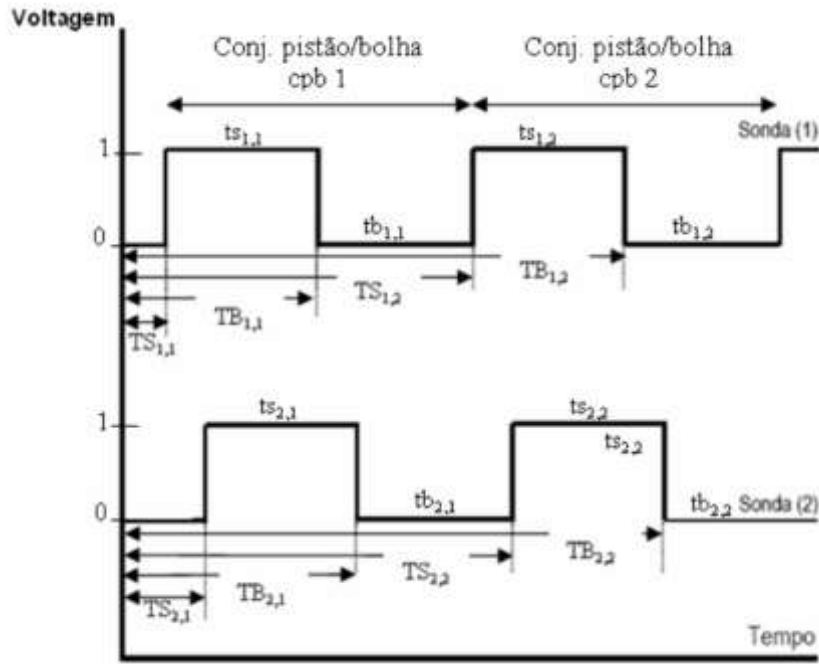 Voltagem
Conj. pistão/bolha
cpb 1
Conj. pistão/bolha
cpb 2
ts1,1
ts1,2
Sonda (1)
1
0
tb1,1
tb1,2
TB1,2
TS1,2
TB1,1
TS1,1
ts2,1
ts2,2
1
ts2,2
0
tb2,1
tb2,2 Sonda (2)
TB2,2
TS2,2
TB2,1
TS2,1
Tempo